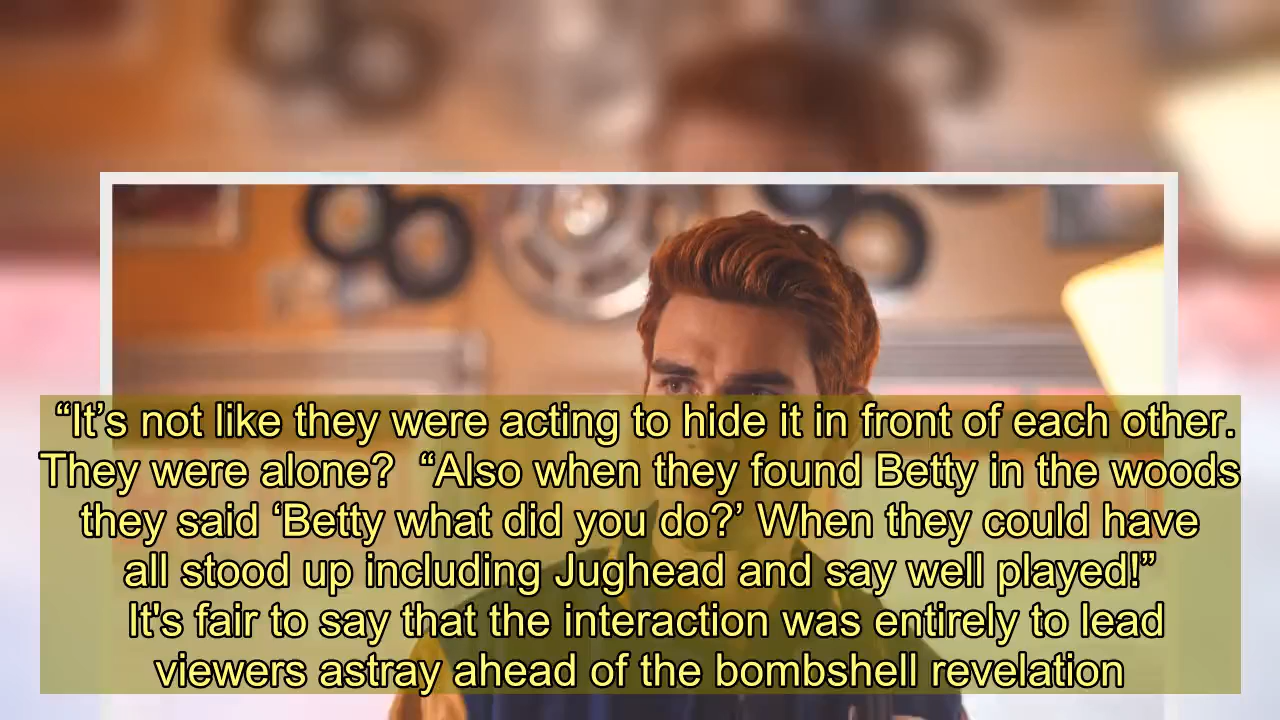 “It’s not like they were acting to hide it in front of each other.
They were alone?  “Also when they found Betty in the woods
they said ‘Betty what did you do?’ When they could have
all stood up including Jughead and say well played!”
It's fair to say that the interaction was entirely to lead
viewers astray ahead of the bombshell revelation